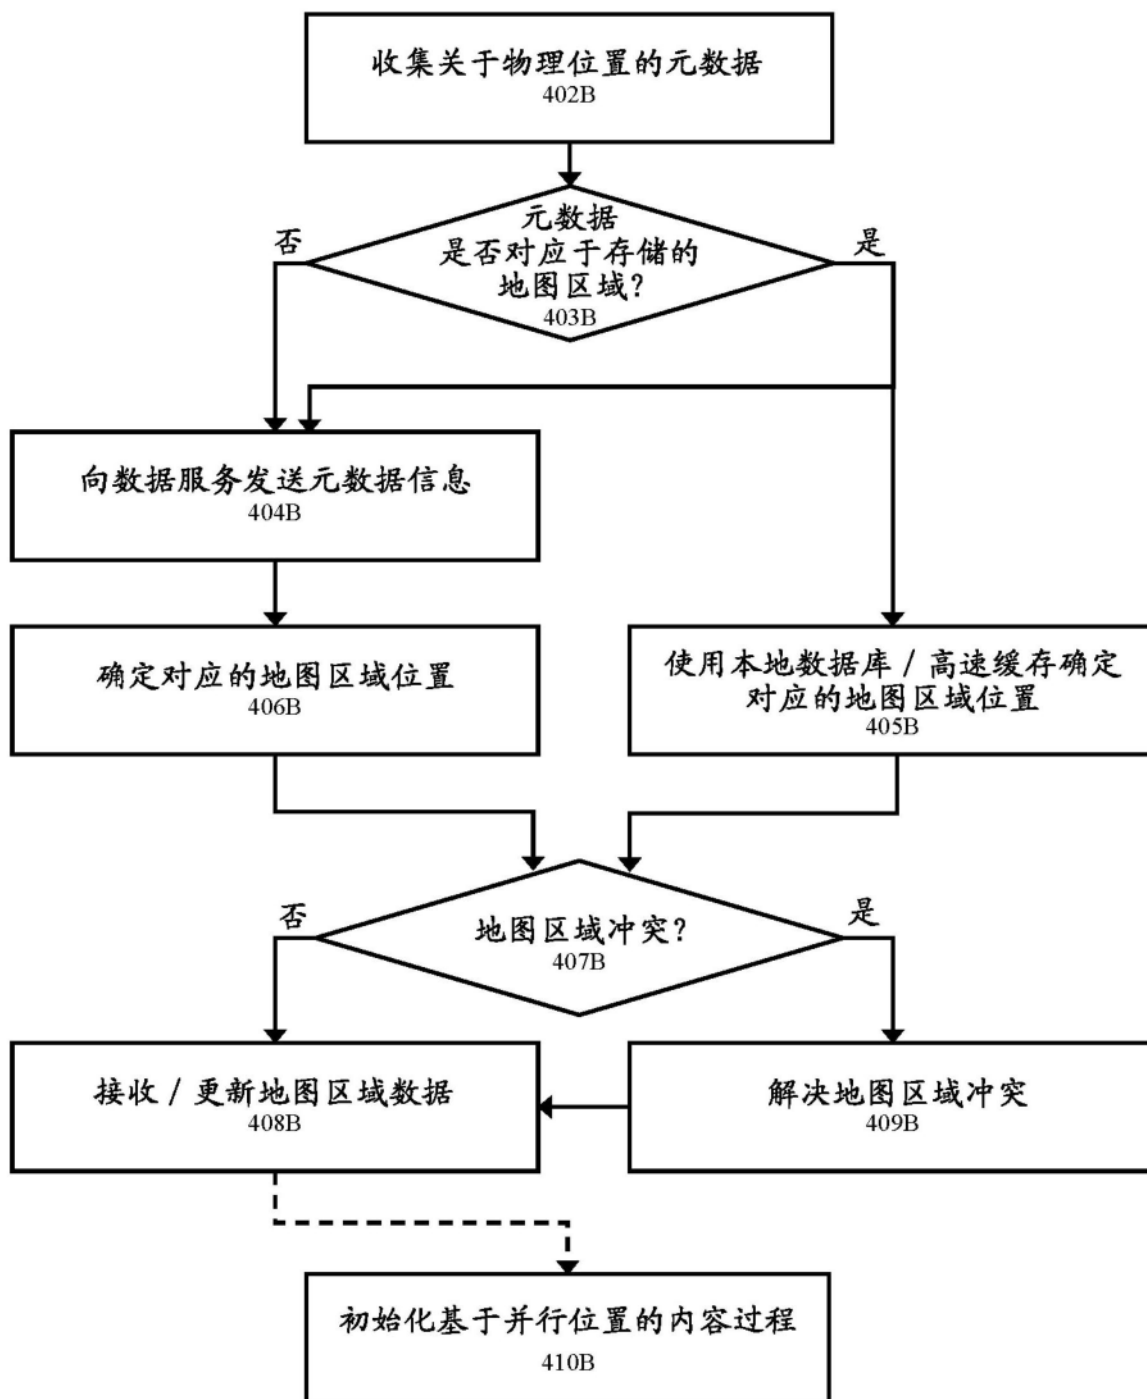 收集关于物理位置的元数据
402B
元数据
是否对应于存储的
地图区域?
403B
否
是
向数据服务发送元数据信息
404B
确定对应的地图区域位置
406B
使用本地数据库/高速缓存确定
对应的地图区域位置
405B
地图区域冲突?
407B
否
是
接收/更新地图区域数据
408B
解决地图区域冲突
409B
初始化基于并行位置的内容过程
410B